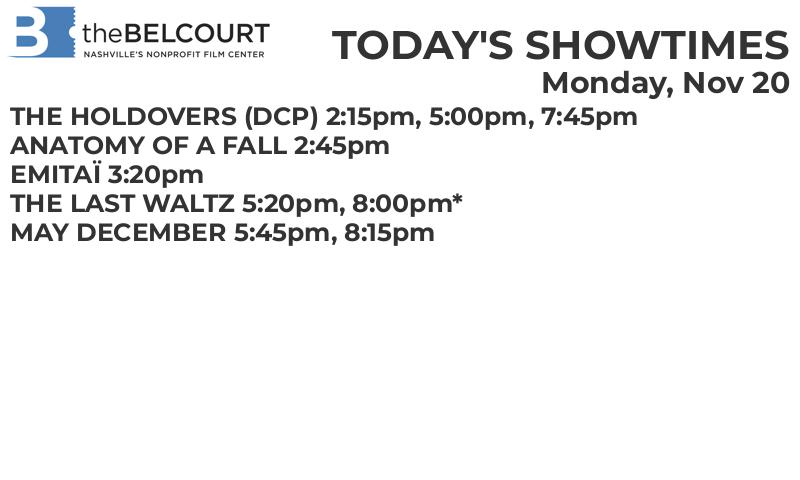 B theBELCOURT
NASHVILLE'S NONPROFIT FILM CENTER
TODAY'S SHOWTIMES
Monday, Nov 20
THE HOLDOVERS (DCP) 2:15pm, 5:00pm, 7:45pm
ANATOMY OF A FALL 2:45pm
EMITAÏ 3:20pm
THE LAST WALTZ 5:20pm, 8:00pm*
MAY DECEMBER 5:45pm, 8:15pm